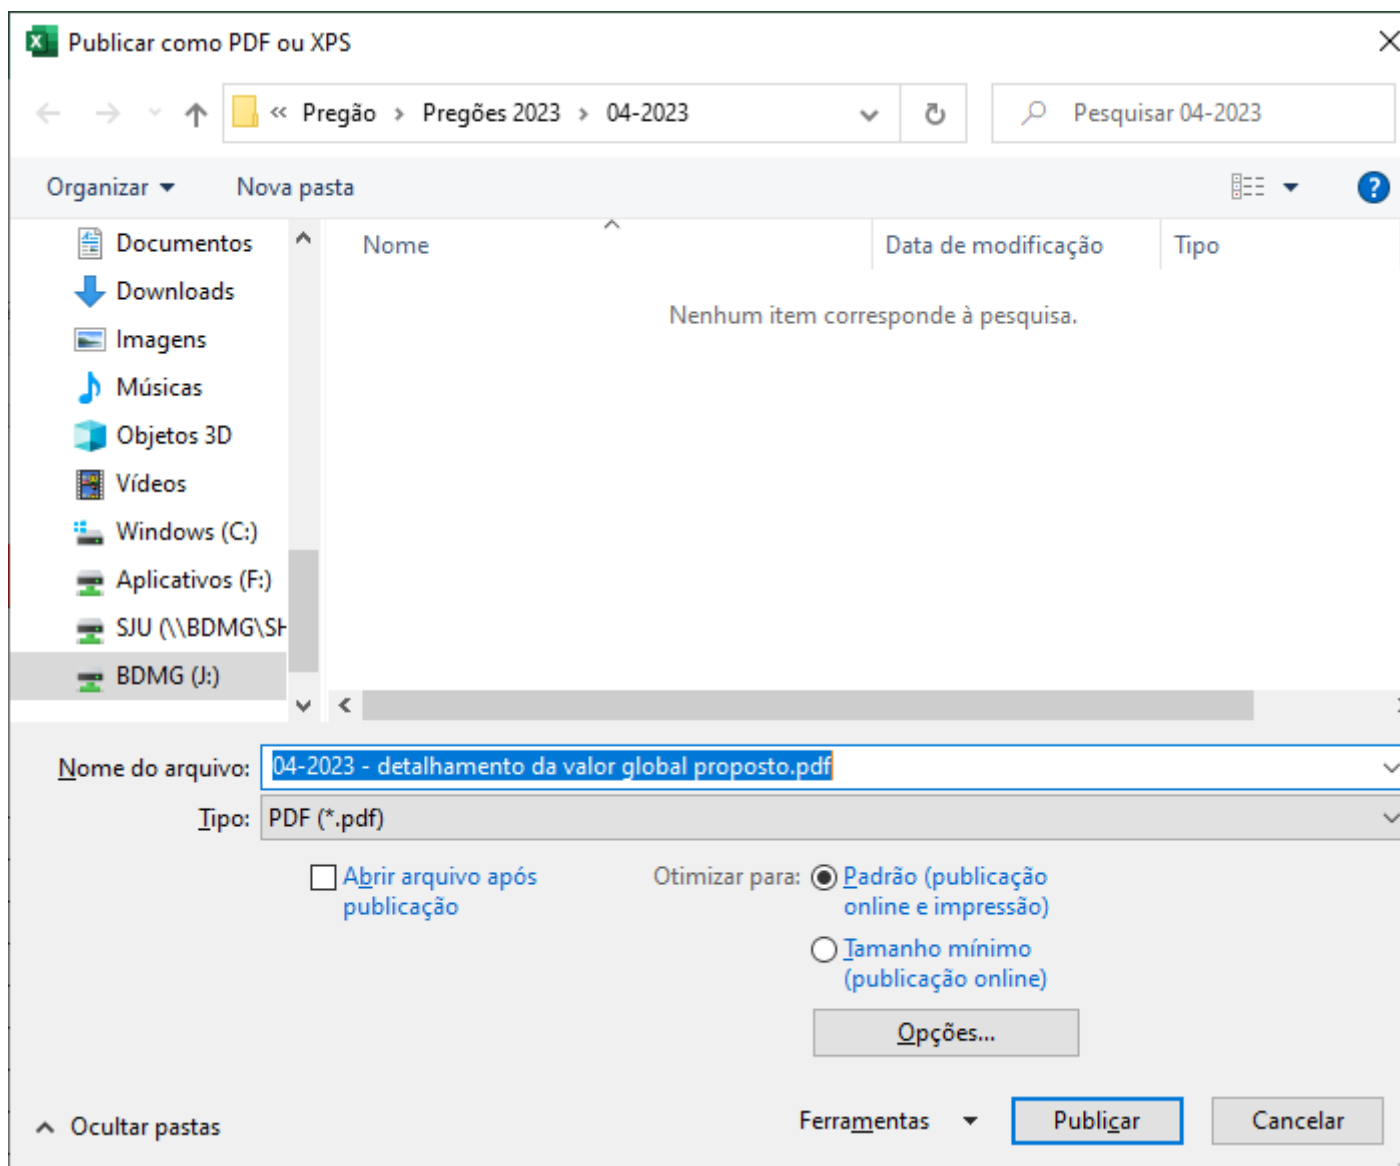 Publicar como PDF ou XPS
« Pregão > Pregões 2023 > 04-2023
Pesquisar 04-2023
Organizar
Nova pasta
Documentos
Downloads
Imagens
Músicas
Objetos 3D
Vídeos
Windows (C:)
Aplicativos (F:)
SJU (\\BDMG\SH
BDMG (J:)
Nome
Data de modificação
Tipo
Nenhum item corresponde à pesquisa.
Nome do arquivo: 04-2023 - detalhamento da valor global proposto.pdf
Tipo: PDF (*.pdf)
Abrir arquivo após
publicação
Otimizar para:
Padrão (publicação
online e impressão)
Tamanho mínimo
(publicação online)
Opções...
Ocultar pastas
Ferramentas
Publicar
Cancelar